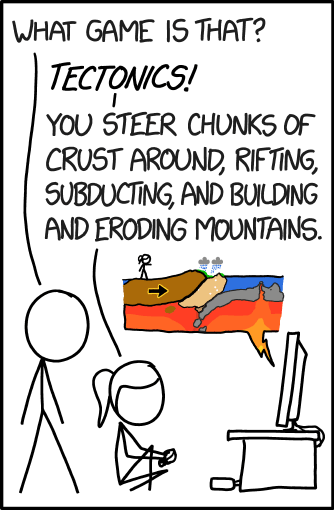 WHAT GAME IS THAT?
TECTONICS!
YOU STEER CHUNKS OF
CRUST AROUND, RIFTING,
SUBDUCTING, AND BUILDING
AND ERODING MOUNTAINS.